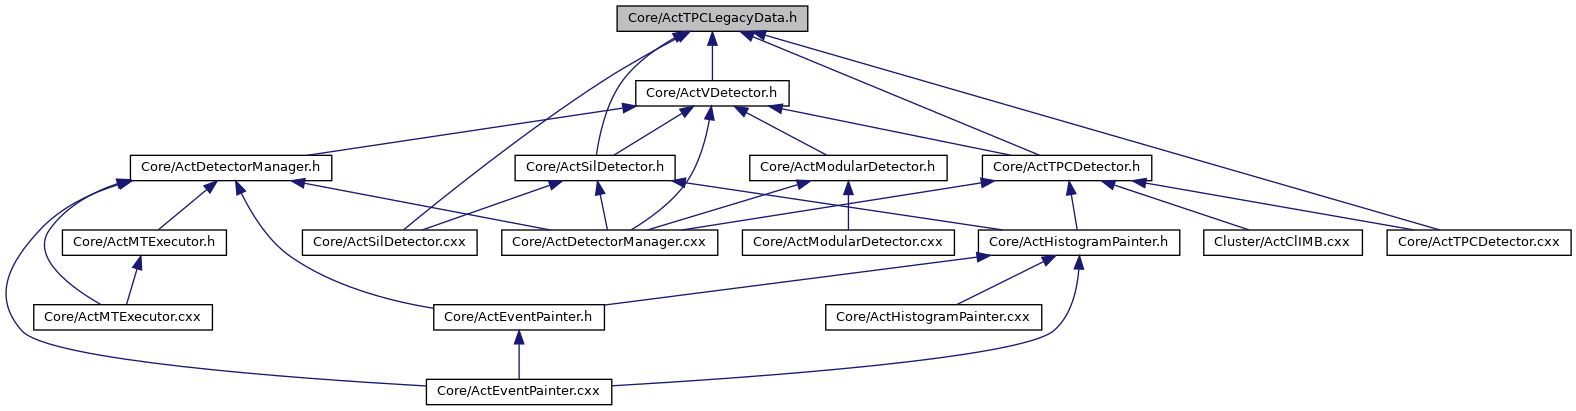 Core/ActTPCLegacyData.h
Core/ActVDetector.h
Core/ActDetectorManager.h
Core/ActSilDetector.h
Core/ActModularDetector.h
Core/ActTPCDetector.h
Core/ActMTExecutor.h
Core/ActSilDetector.cxx
Core/ActDetectorManager.cxx
Core/ActModularDetector.cxx
Core/ActHistogramPainter.h
Cluster/ActClIMB.cxx
Core/ActTPCDetector.cxx
Core/ActMTExecutor.cxx
Core/ActEventPainter.h
Core/ActHistogramPainter.cxx
Core/ActEventPainter.cxx